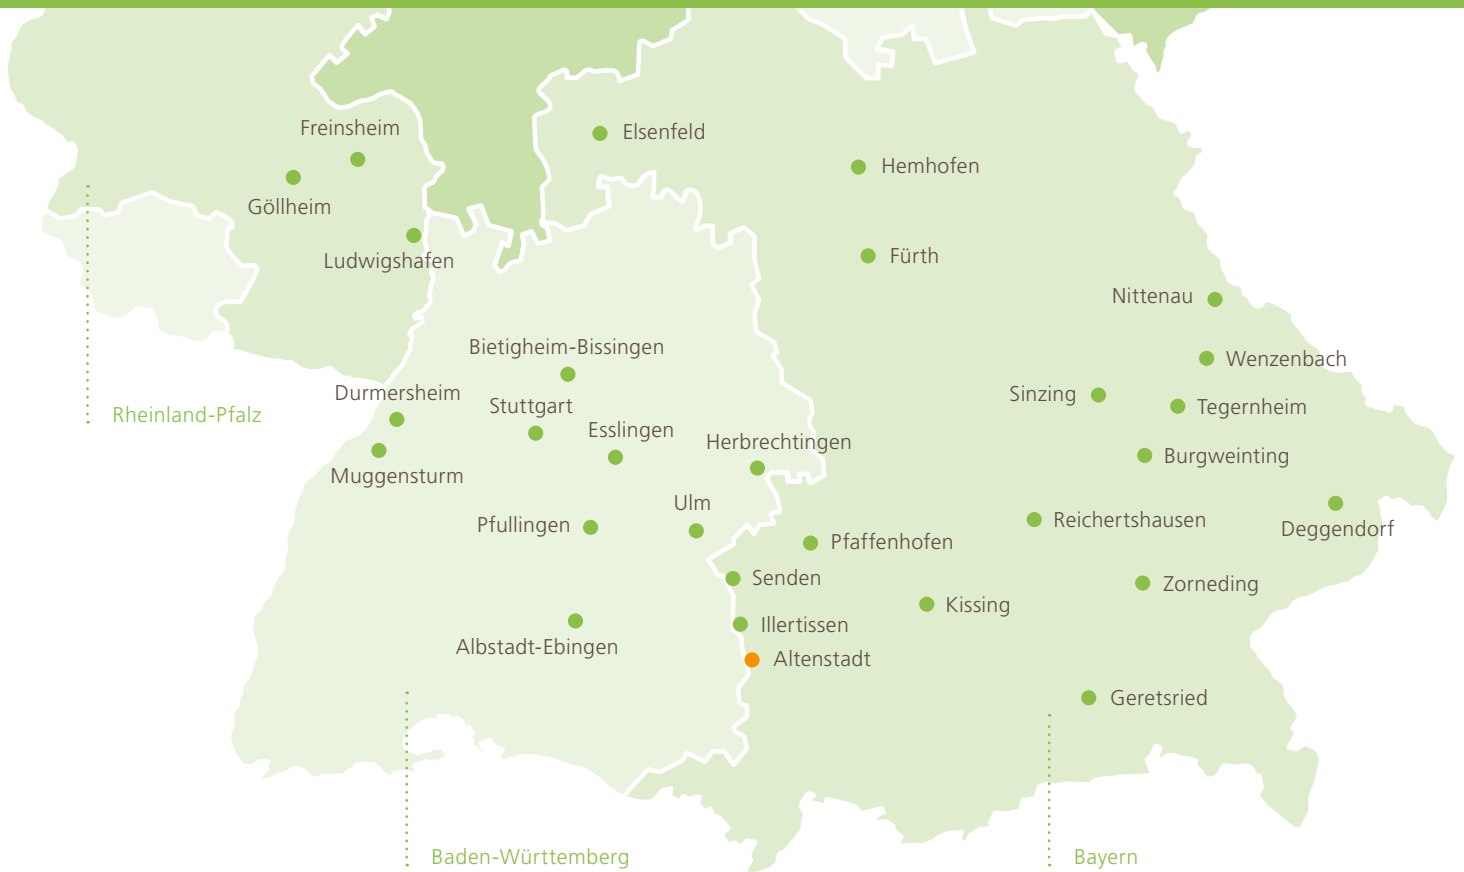 Freinsheim
Elsenfeld
Hemhofen
Göllheim
Ludwigshafen
Fürth
Nittenau
Bietigheim-Bissingen
Wenzenbach
Durmersheim
Sinzing
Stuttgart
Tegernheim
Rheinland-Pfalz
Esslingen
Herbrechtingen
Burgweinting
Muggensturm
Ulm
Pfullingen
Reichertshausen
Deggendorf
Pfaffenhofen
Senden
Zorneding
Kissing
Illertissen
Albstadt-Ebingen
Altenstadt
Geretsried
Baden-Württemberg
Bayern